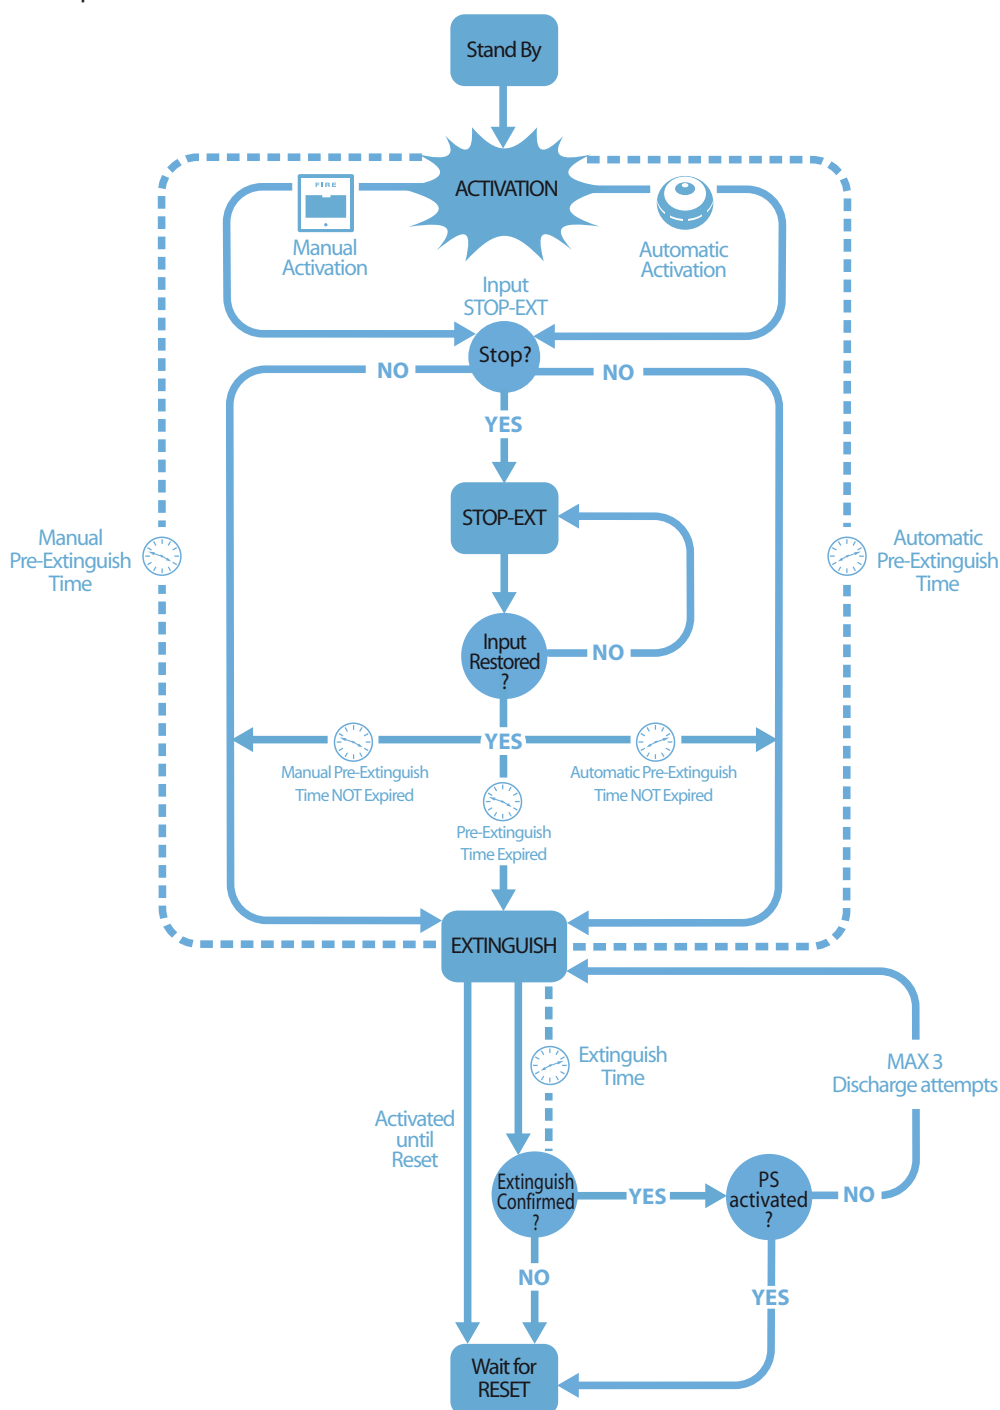 Stand By
ACTIVATION
FIRE
Manual
Activation
Automatic
Activation
Input
STOP-EXT
Stop?
NO
NO
YES
STOP-EXT
Manual
Pre-Extinguish
Time
Automatic
Pre-Extinguish
Time
Input
Restored
?
NO
YES
Manual Pre-Extinguish
Time NOT Expired
Automatic Pre-Extinguish
Time NOT Expired
Pre-Extinguish
Time Expired
EXTINGUISH
Extinguish
Time
MAX 3
Discharge attempts
Activated
until
Reset
Extinguish
Confirmed
?
YES
PS
activated
?
NO
NO
YES
Wait for
RESET